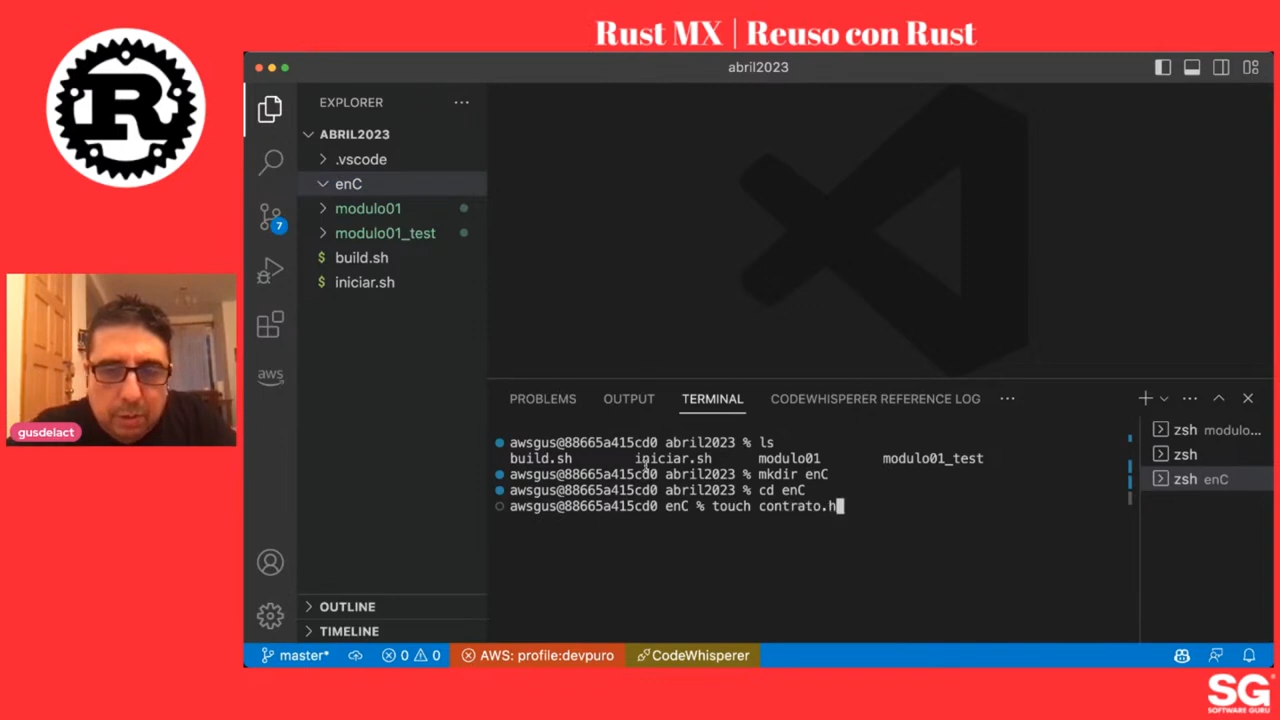 Rust MX | Reuso con Rust
R
abril2023
EXPLORER
ABRIL2023
.vscode
enC
modulo01
modulo01_test
$ build.sh
$ iniciar.sh
7
aws
OUTLINE
TIMELINE
PROBLEMS
OUTPUT
TERMINAL
CODEWHISPERER REFERENCE LOG
awsgus@88665a415cd0 abril2023 % ls
build.sh iniciar.sh modulo01 modulo01_test
awsgus@88665a415cd0 abril2023 % mkdir enC
awsgus@88665a415cd0 abril2023 % cd enC
awsgus@88665a415cd0 enC % touch contrato.h
zsh modulo...
zsh
zsh enC
master*
0 0
AWS: profile:devpuro
CodeWhisperer
gusdelact
SG
SOFTWARE GURU